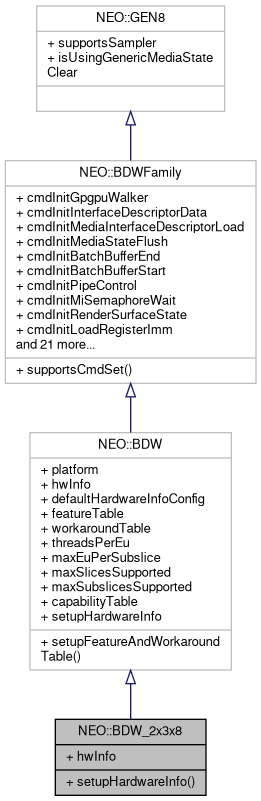 NEO::GEN8
+ supportsSampler
+ isUsingGenericMediaState
Clear
NEO::BDWFamily
+ cmdInitGpgpuWalker
+ cmdInitInterfaceDescriptorData
+ cmdInitMediaInterfaceDescriptorLoad
+ cmdInitMediaStateFlush
+ cmdInitBatchBufferEnd
+ cmdInitBatchBufferStart
+ cmdInitPipeControl
+ cmdInitMiSemaphoreWait
+ cmdInitRenderSurfaceState
+ cmdInitLoadRegisterImm
and 21 more...
+ supportsCmdSet()
NEO::BDW
+ platform
+ hwInfo
+ defaultHardwareInfoConfig
+ featureTable
+ workaroundTable
+ threadsPerEu
+ maxEuPerSubslice
+ maxSlicesSupported
+ maxSubslicesSupported
+ capabilityTable
+ setupHardwareInfo
+ setupFeatureAndWorkaround
Table()
NEO::BDW_2x3x8
+ hwInfo
+ setupHardwareInfo()